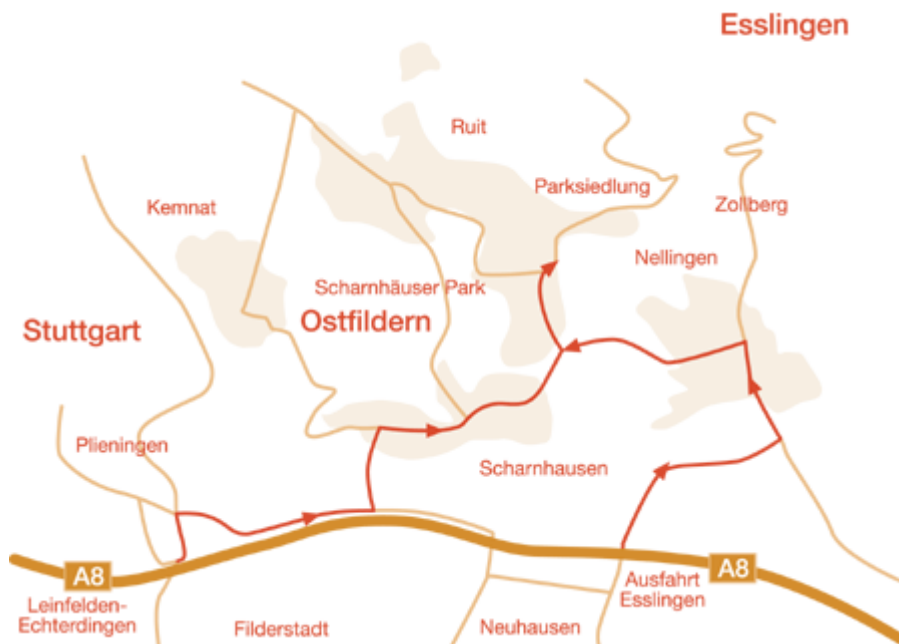 Esslingen
Ruit
Parksiedlung
Zollberg
Kemnat
Nellingen
Scharnhäuser Park
Ostfildern
Stuttgart
Plieningen
Scharnhausen
A8
A8
Ausfahrt
Esslingen
Leinfelden-
Echterdingen
Filderstadt
Neuhausen